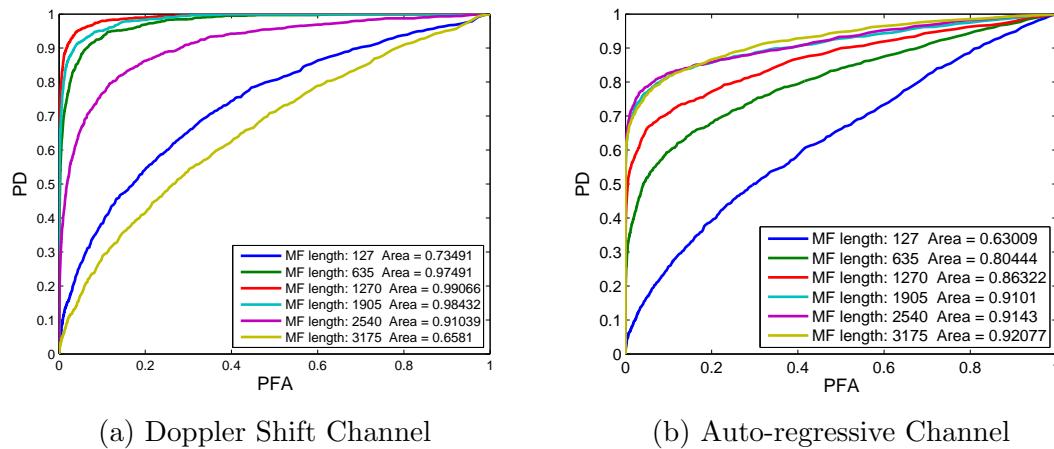 1
0.9
0.8
0.7
0.6
0.5
0.4
0.3
0.2
0.1
0
PD
0 0.2 0.4 0.6 0.8 1
PFA
MF length: 127 Area = 0.73491
MF length: 635 Area = 0.97491
MF length: 1270 Area = 0.99066
MF length: 1905 Area = 0.98432
MF length: 2540 Area = 0.91039
MF length: 3175 Area = 0.6581
(a) Doppler Shift Channel
1
0.9
0.8
0.7
0.6
0.5
0.4
0.3
0.2
0.1
0
PD
0 0.2 0.4 0.6 0.8 1
PFA
MF length: 127 Area = 0.63009
MF length: 635 Area = 0.80444
MF length: 1270 Area = 0.86322
MF length: 1905 Area = 0.9101
MF length: 2540 Area = 0.9143
MF length: 3175 Area = 0.92077
(b) Auto-regressive Channel